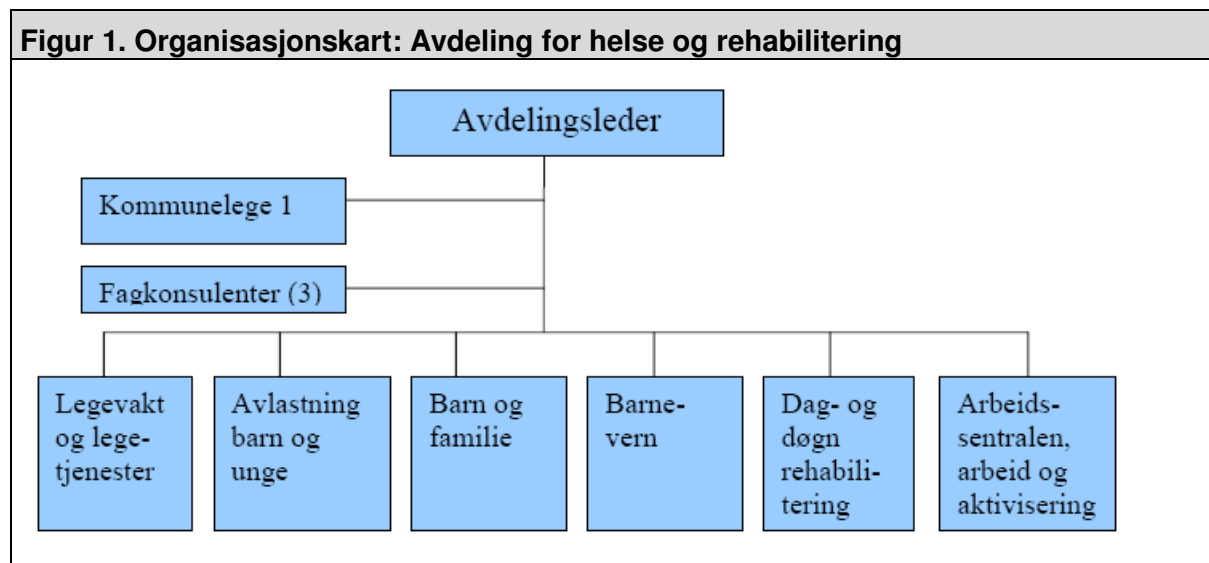 Figur 1. Organisasjonskart: Avdeling for helse og rehabilitering
Avdelingsleder
Kommunelege 1
Fagkonsulenter (3)
Legevakt
og lege-
tjenester
Avlastning
barn og
unge
Barn og
familie
Barne-
vern
Dag- og
døgn
rehabili-
tering
Arbeids-
sentralen,
arbeid og
aktivisering